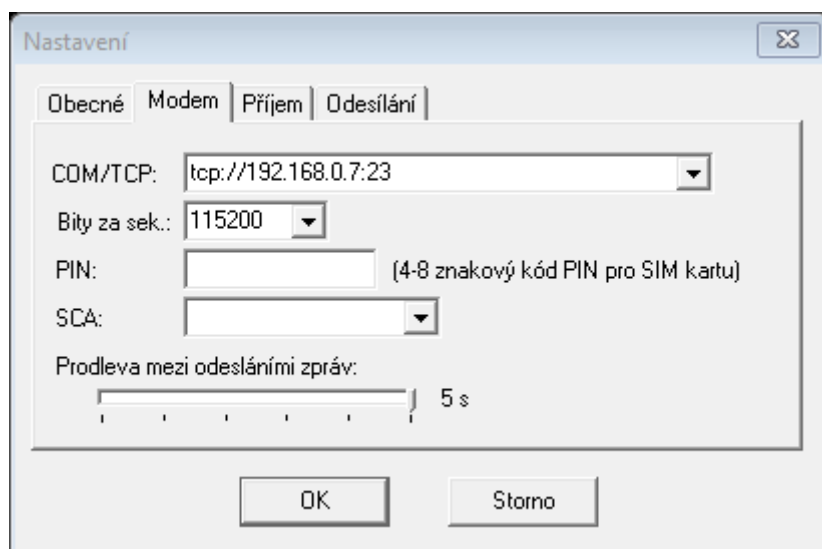 Nastavení
Obecné Modem Příjem Odesílání
COM/TCP: tcp://192.168.0.7:23
Bity za sek.: 115200
PIN: (4-8 znakový kód PIN pro SIM kartu)
SCA:
Prodleva mezi odesláními zpráv:
5 s
OK Storno